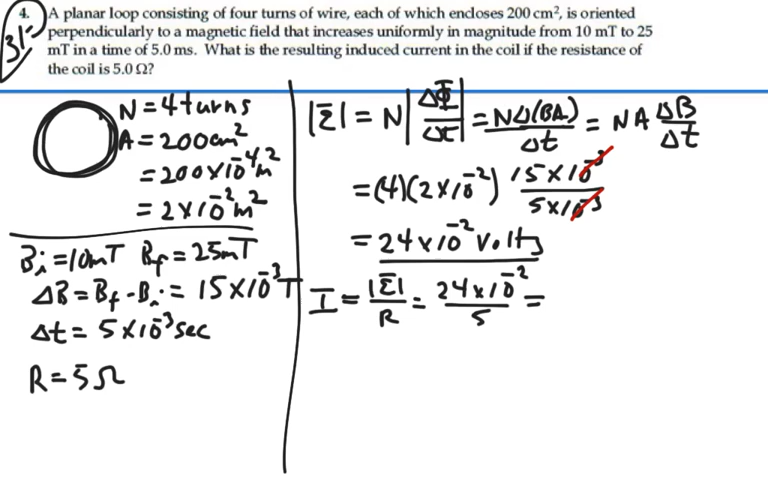 4. A planar loop consisting of four turns of wire, each of which encloses 200 cm², is oriented
perpendicularly to a magnetic field that increases uniformly in magnitude from 10 mT to 25
mT in a time of 5.0 ms. What is the resulting induced current in the coil if the resistance of
the coil is 5.0 Ω?
31-
N = 4 turns
A = 200 cm²
= 200 x 10⁻⁴ m²
= 2 x 10⁻² m²
Bᵢ = 10mT B_f = 25mT
ΔB = B_f - Bᵢ = 15 x 10⁻³ T
Δt = 5 x 10⁻³ sec
R = 5 Ω
|Ɛ| = N |ΔΦ/Δt| = NΔ(BA)/Δt = NA ΔB/Δt
= (4)(2 x 10⁻²) 15 x 10⁻³/5 x 10⁻³
= 24 x 10⁻² Volts
I = |Ɛ|/R = 24 x 10⁻²/5 =